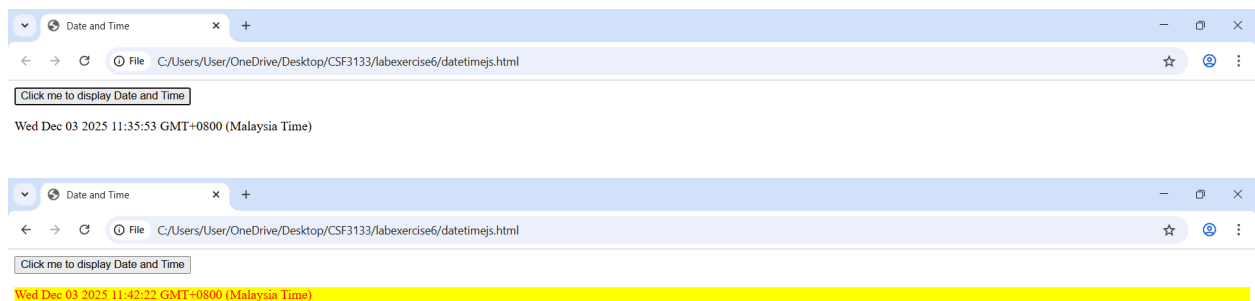 Date and Time
File C:/Users/User/OneDrive/Desktop/CSF3133/labexercise6/datetimejs.html
Click me to display Date and Time
Wed Dec 03 2025 11:35:53 GMT+0800 (Malaysia Time)
Date and Time
File C:/Users/User/OneDrive/Desktop/CSF3133/labexercise6/datetimejs.html
Click me to display Date and Time
Wed Dec 03 2025 11:42:22 GMT+0800 (Malaysia Time)